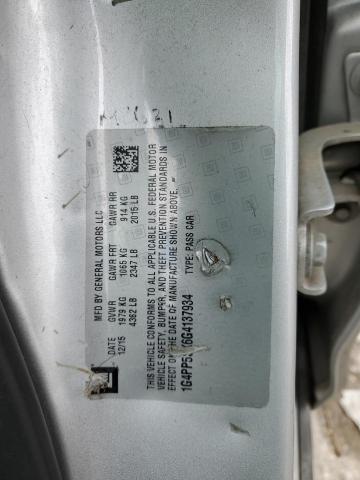 MFD BY GENERAL MOTORS LLC
DATE GVWR GAWR FRT GAWR RR
12/15 1979 KG 1065 KG 914 KG
4362 LB 2347 LB 2015 LB
THIS VEHICLE CONFORMS TO ALL APPLICABLE U.S. FEDERAL MOTOR
VEHICLE SAFETY, BUMPER, AND THEFT PREVENTION STANDARDS IN
EFFECT ON THE DATE OF MANUFACTURE SHOWN ABOVE.
TYPE: PASS CAR